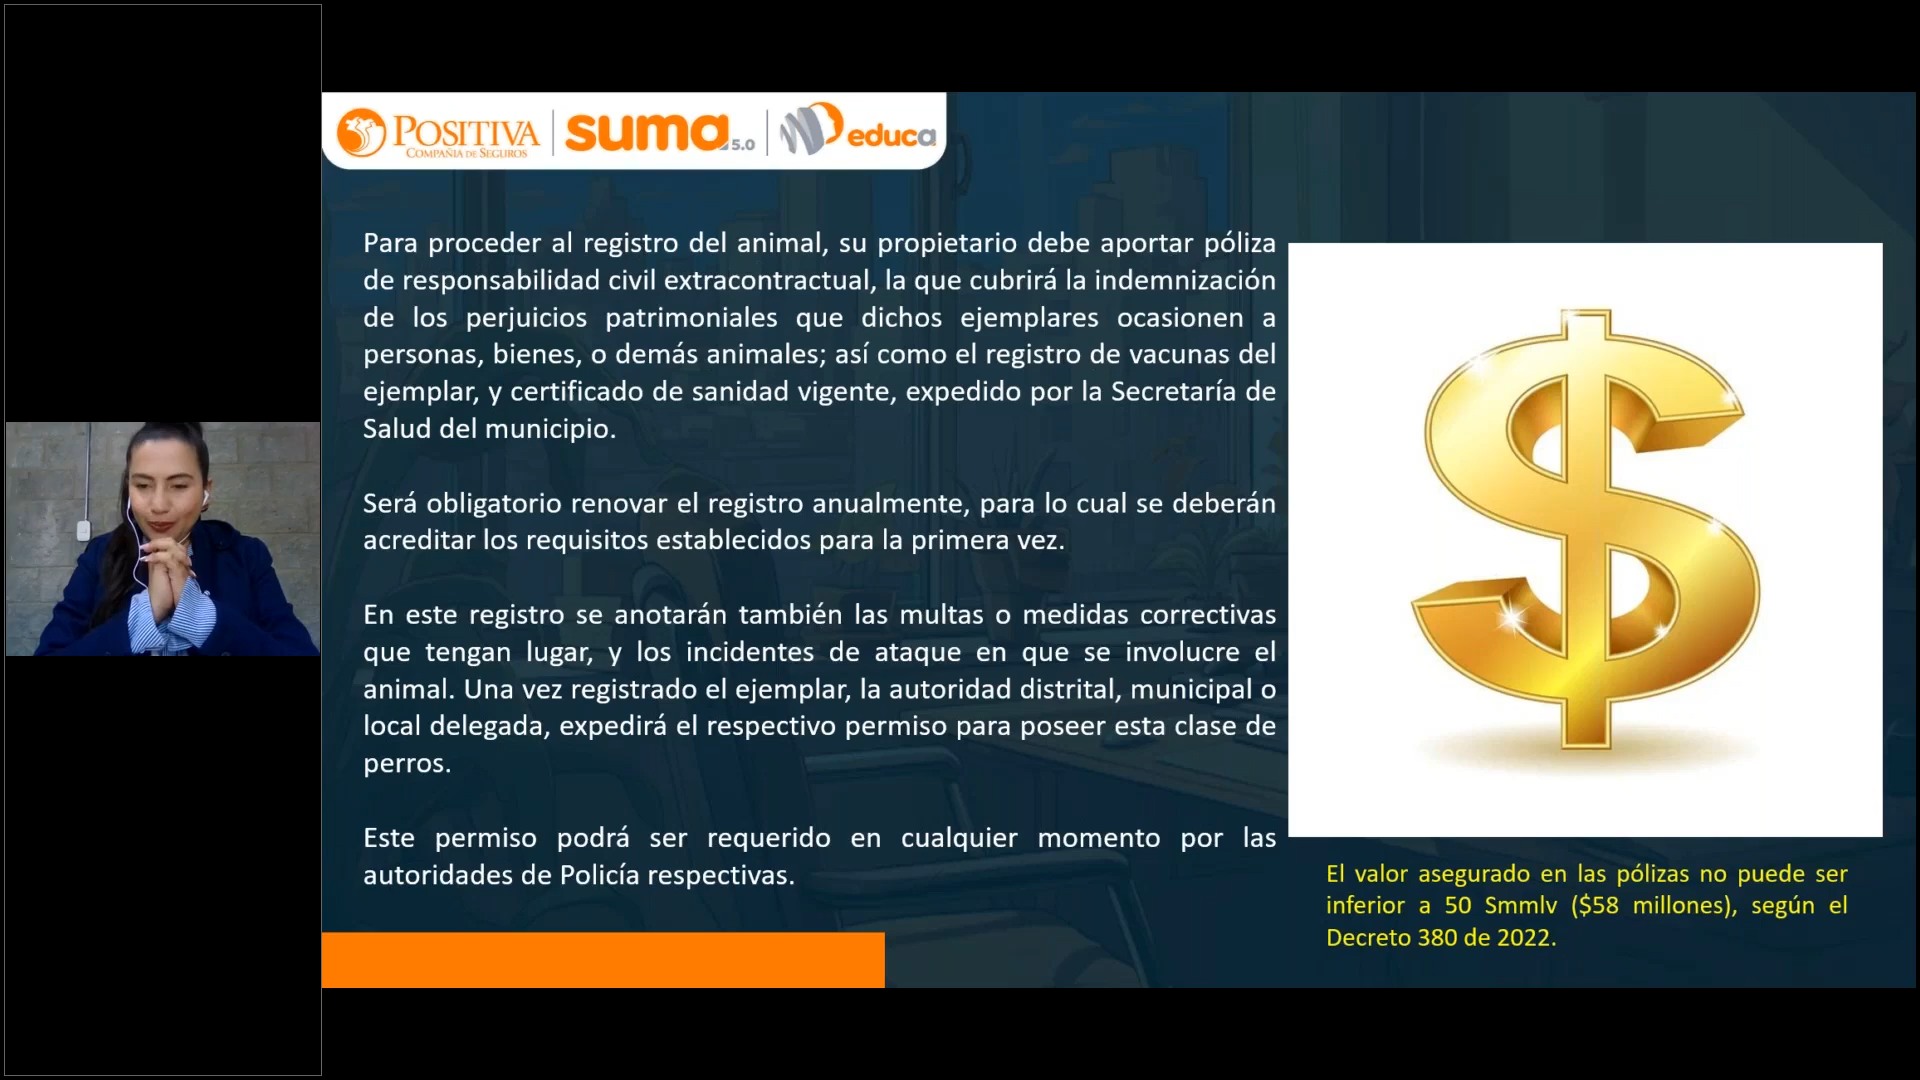 POSITIVA
COMPAÑÍA DE SEGUROS
suma 5.0
educa
Para proceder al registro del animal, su propietario debe aportar póliza
de responsabilidad civil extracontractual, la que cubrirá la indemnización
de los perjuicios patrimoniales que dichos ejemplares ocasionen a
personas, bienes, o demás animales; así como el registro de vacunas del
ejemplar, y certificado de sanidad vigente, expedido por la Secretaría de
Salud del municipio.
Será obligatorio renovar el registro anualmente, para lo cual se deberán
acreditar los requisitos establecidos para la primera vez.
En este registro se anotarán también las multas o medidas correctivas
que tengan lugar, y los incidentes de ataque en que se involucre el
animal. Una vez registrado el ejemplar, la autoridad distrital, municipal o
local delegada, expedirá el respectivo permiso para poseer esta clase de
perros.
Este permiso podrá ser requerido en cualquier momento por las
autoridades de Policía respectivas.
$
El valor asegurado en las pólizas no puede ser
inferior a 50 Smmlv ($58 millones), según el
Decreto 380 de 2022.